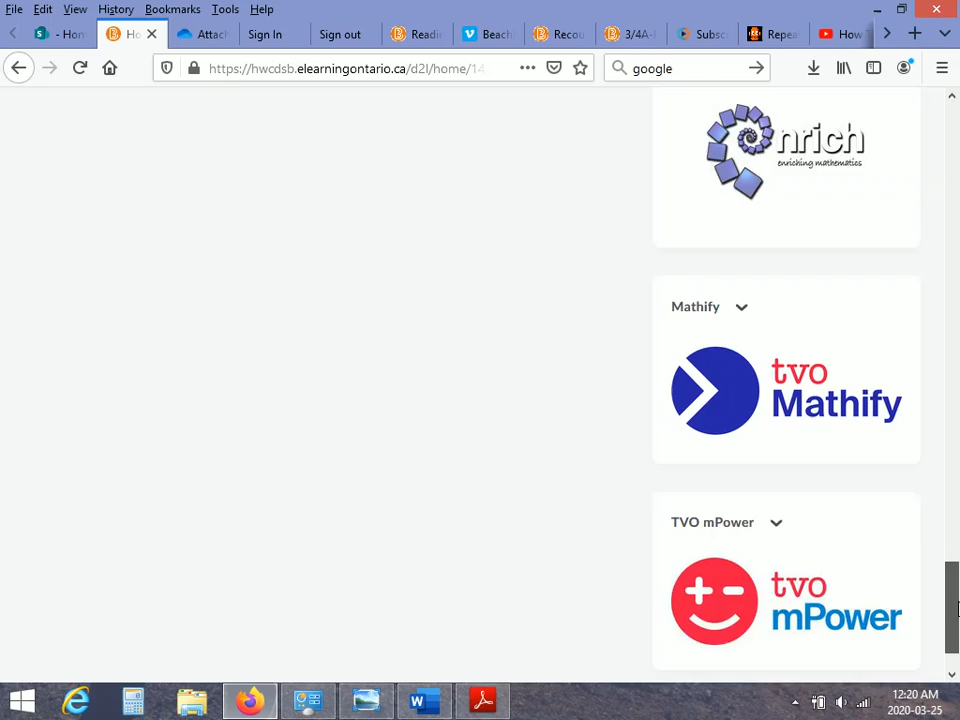 File Edit View History Bookmarks Tools Help
- Hom Ho Attach Sign In Sign out Readi Beach Recou 3/4A- Subsc Repea How
https://hwcdsb.elearningontario.ca/d2l/home/14 google
nrich
enriching mathematics
Mathify
tvo
Mathify
TVO mPower
tvo
mPower
12:20 AM
2020-03-25